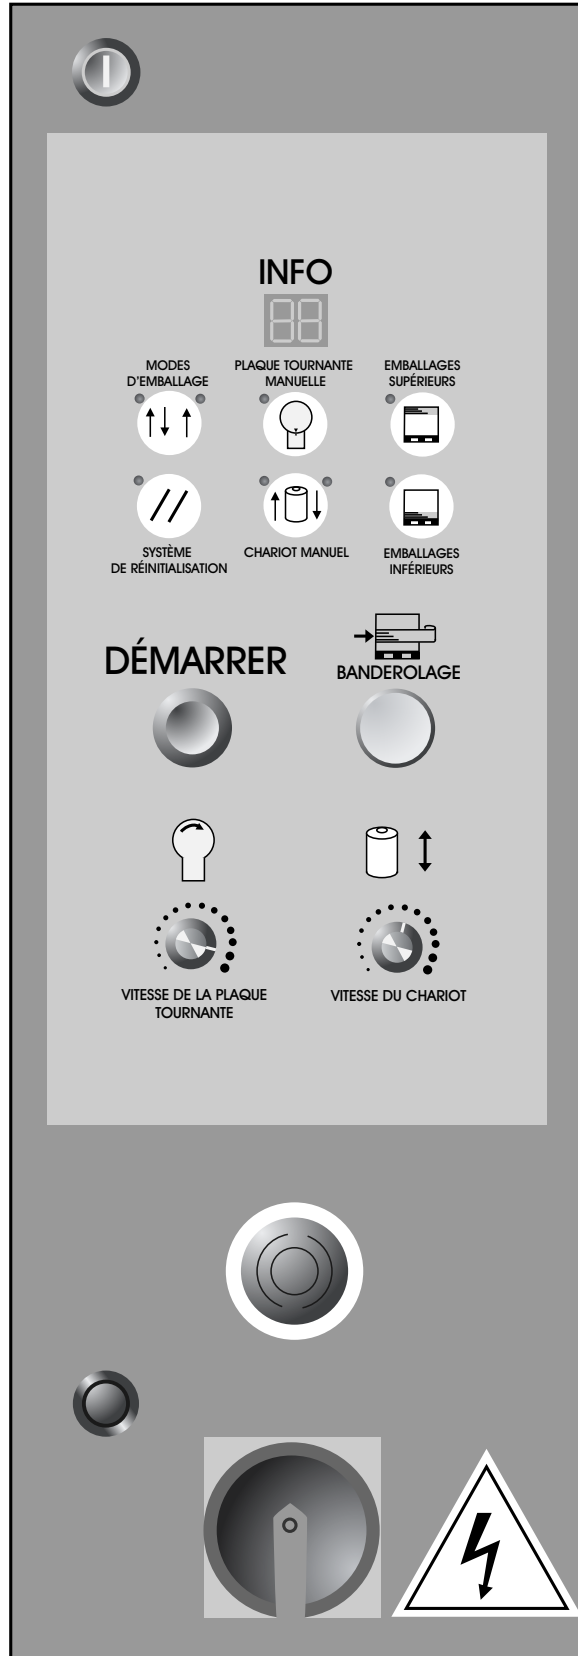 INFO
88
MODES
D'EMBALLAGE
PLAQUE TOURNANTE
MANUELLE
EMBALLAGES
SUPÉRIEURS
SYSTÈME
DE RÉINITIALISATION
CHARIOT MANUEL
EMBALLAGES
INFÉRIEURS
DÉMARRER
BANDEROLAGE
VITESSE DE LA PLAQUE
TOURNANTE
VITESSE DU CHARIOT